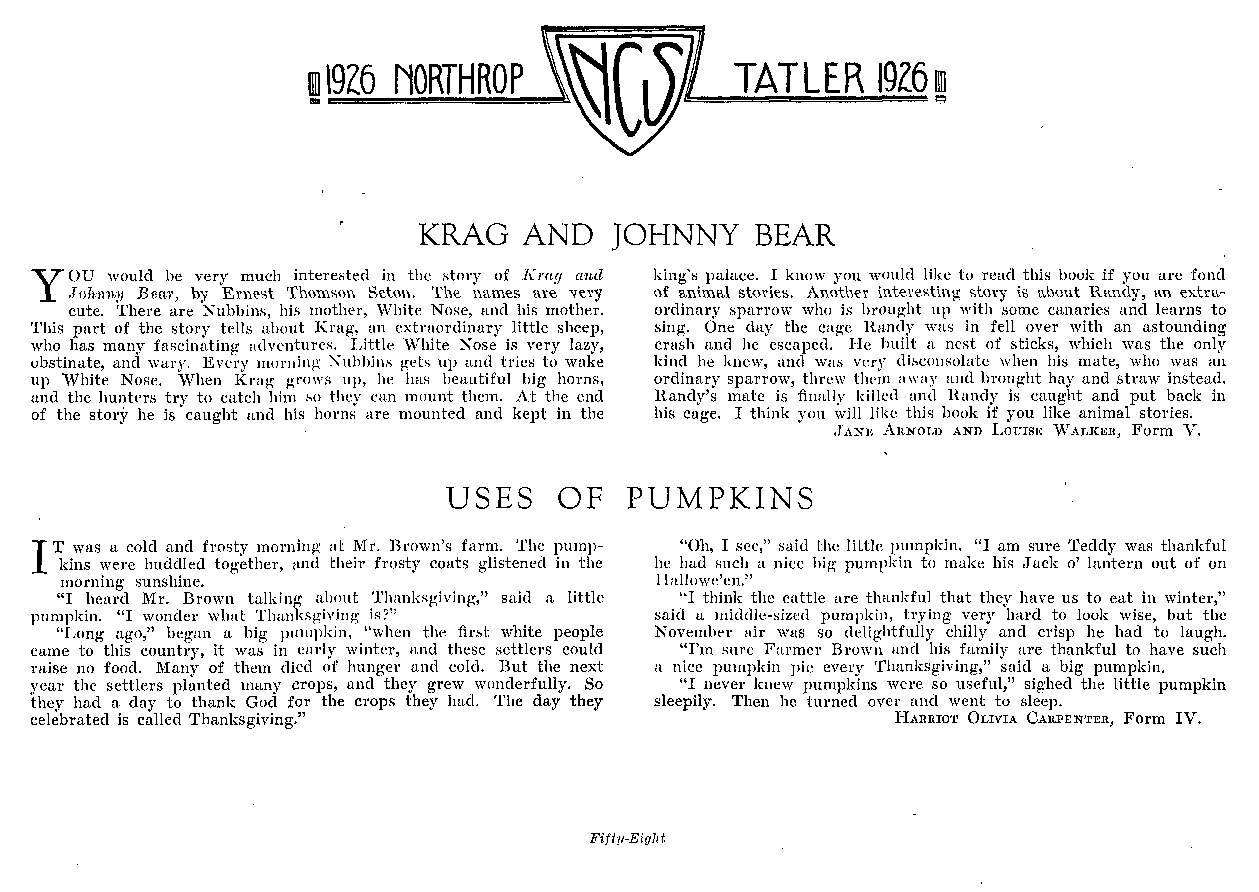 1926 NORTHROP NCS TATLER 1926
KRAG AND JOHNNY BEAR
YOU would be very much interested in the story of Krag and
Johnny Bear, by Ernest Thomson Seton. The names are very
cute. There are Nubbins, his mother, White Nose, and his mother.
This part of the story tells about Krag, an extraordinary little sheep,
who has many fascinating adventures. Little White Nose is very lazy,
obstinate, and wary. Every morning Nubbins gets up and tries to wake
up White Nose. When Krag grows up, he has beautiful big horns,
and the hunters try to catch him so they can mount them. At the end
of the story he is caught and his horns are mounted and kept in the
king's palace. I know you would like to read this book if you are fond
of animal stories. Another interesting story is about Randy, an extra-
ordinary sparrow who is brought up with some canaries and learns to
sing. One day the cage Randy was in fell over with an astounding
crash and he escaped. He built a nest of sticks, which was the only
kind he knew, and was very disconsolate when his mate, who was an
ordinary sparrow, threw them away and brought hay and straw instead.
Randy's mate is finally killed and Randy is caught and put back in
his cage. I think you will like this book if you like animal stories.
JANE ARNOLD AND LOUISE WALKER, Form V.
USES OF PUMPKINS
IT was a cold and frosty morning at Mr. Brown's farm. The pump-
kins were huddled together, and their frosty coats glistened in the
morning sunshine.
"I heard Mr. Brown talking about Thanksgiving," said a little
pumpkin. "I wonder what Thanksgiving is?"
"Long ago," began a big pumpkin, "when the first white people
came to this country, it was in early winter, and these settlers could
raise no food. Many of them died of hunger and cold. But the next
year the settlers planted many crops, and they grew wonderfully. So
they had a day to thank God for the crops they had. The day they
celebrated is called Thanksgiving."
"Oh, I see," said the little pumpkin. "I am sure Teddy was thankful
he had such a nice big pumpkin to make his Jack o' lantern out of on
Hallowe'en."
"I think the cattle are thankful that they have us to eat in winter,"
said a middle-sized pumpkin, trying very hard to look wise, but the
November air was so delightfully chilly and crisp he had to laugh.
"I'm sure Farmer Brown and his family are thankful to have such
a nice pumpkin pie every Thanksgiving," said a big pumpkin.
"I never knew pumpkins were so useful," sighed the little pumpkin
sleepily. Then he turned over and went to sleep.
HARRIOT OLIVIA CARPENTER, Form IV.
Fifty-Eight